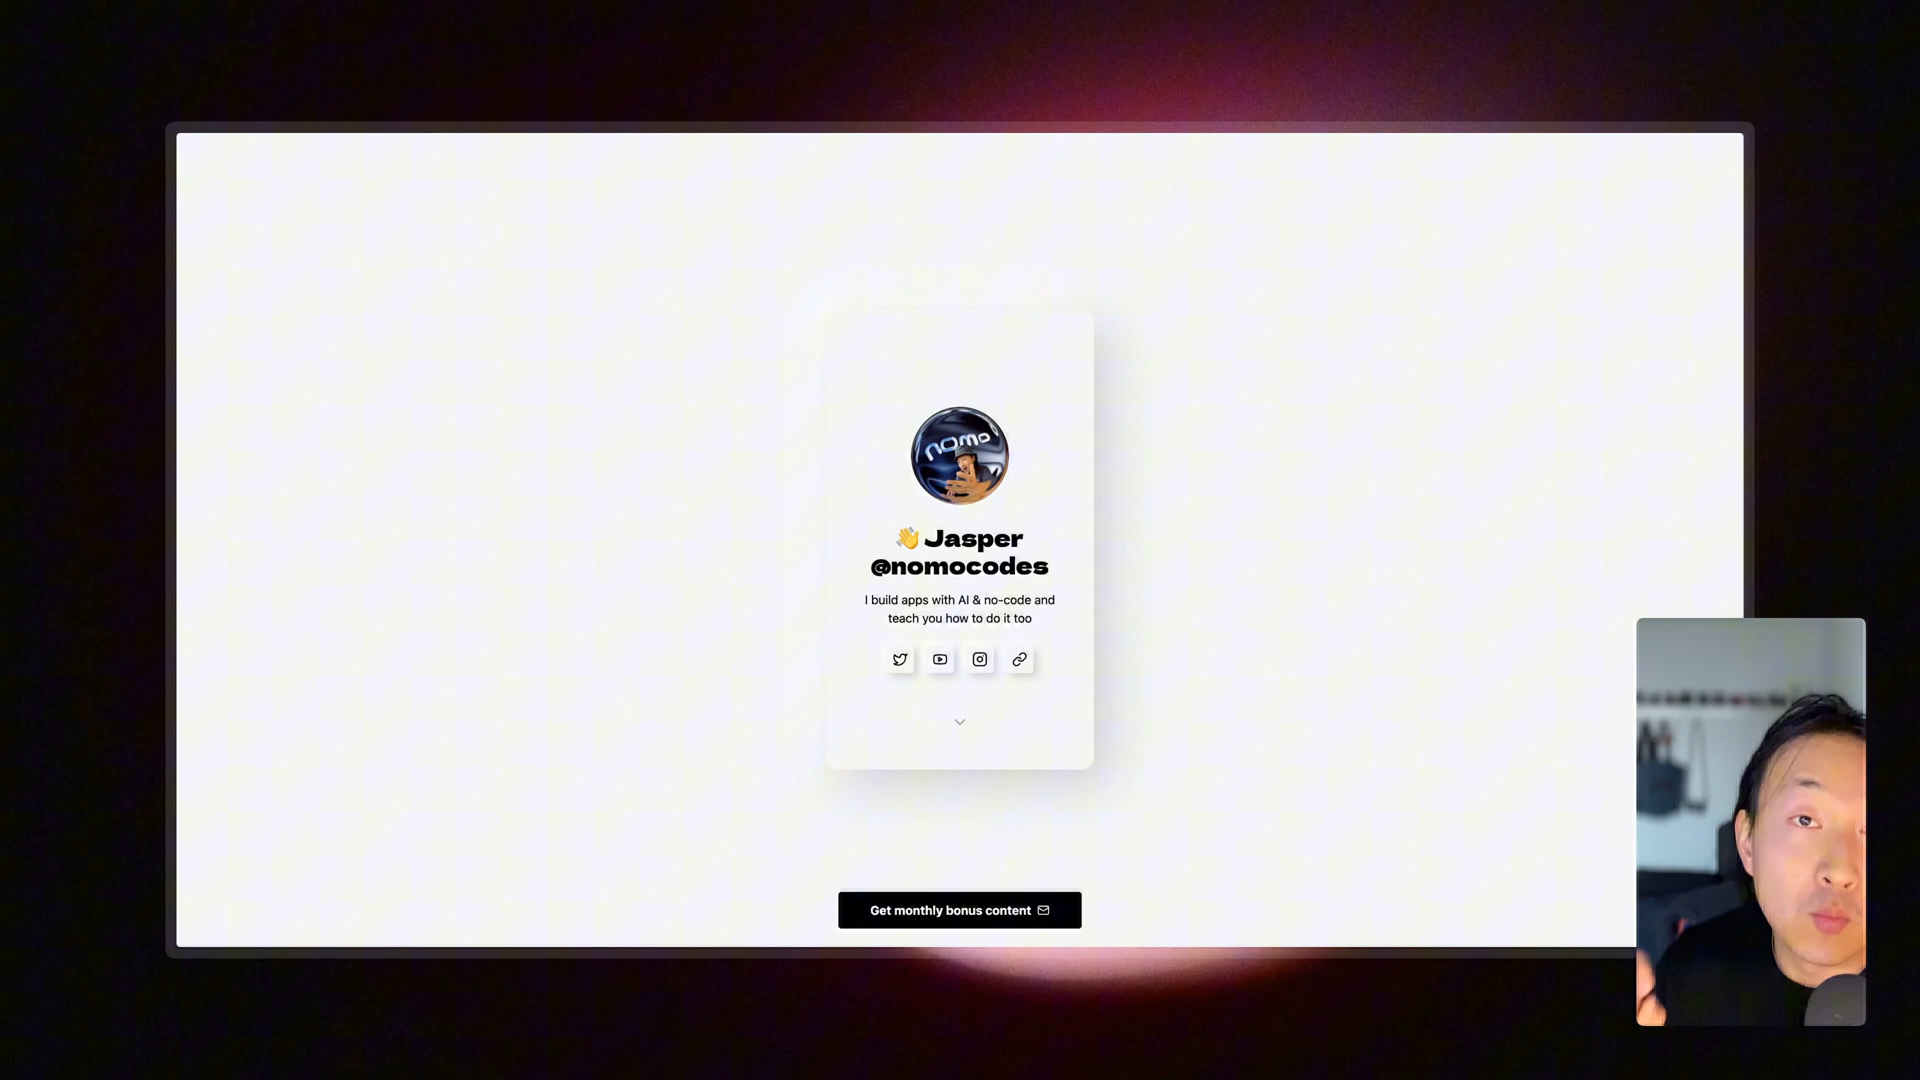 nomo
👋 Jasper
@nomocodes
I build apps with AI & no-code and
teach you how to do it too
Get monthly bonus content